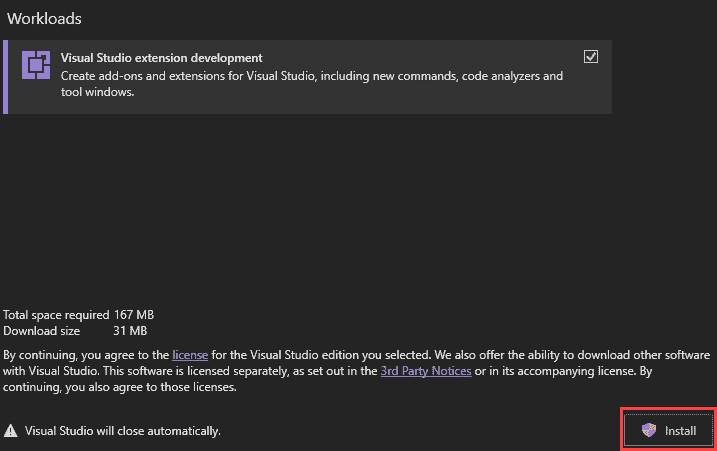 Workloads
Visual Studio extension development
Create add-ons and extensions for Visual Studio, including new commands, code analyzers and
tool windows.
Total space required 167 MB
Download size 31 MB
By continuing, you agree to the license for the Visual Studio edition you selected. We also offer the ability to download other software
with Visual Studio. This software is licensed separately, as set out in the 3rd Party Notices or in its accompanying license. By
continuing, you also agree to those licenses.
Visual Studio will close automatically.
Install